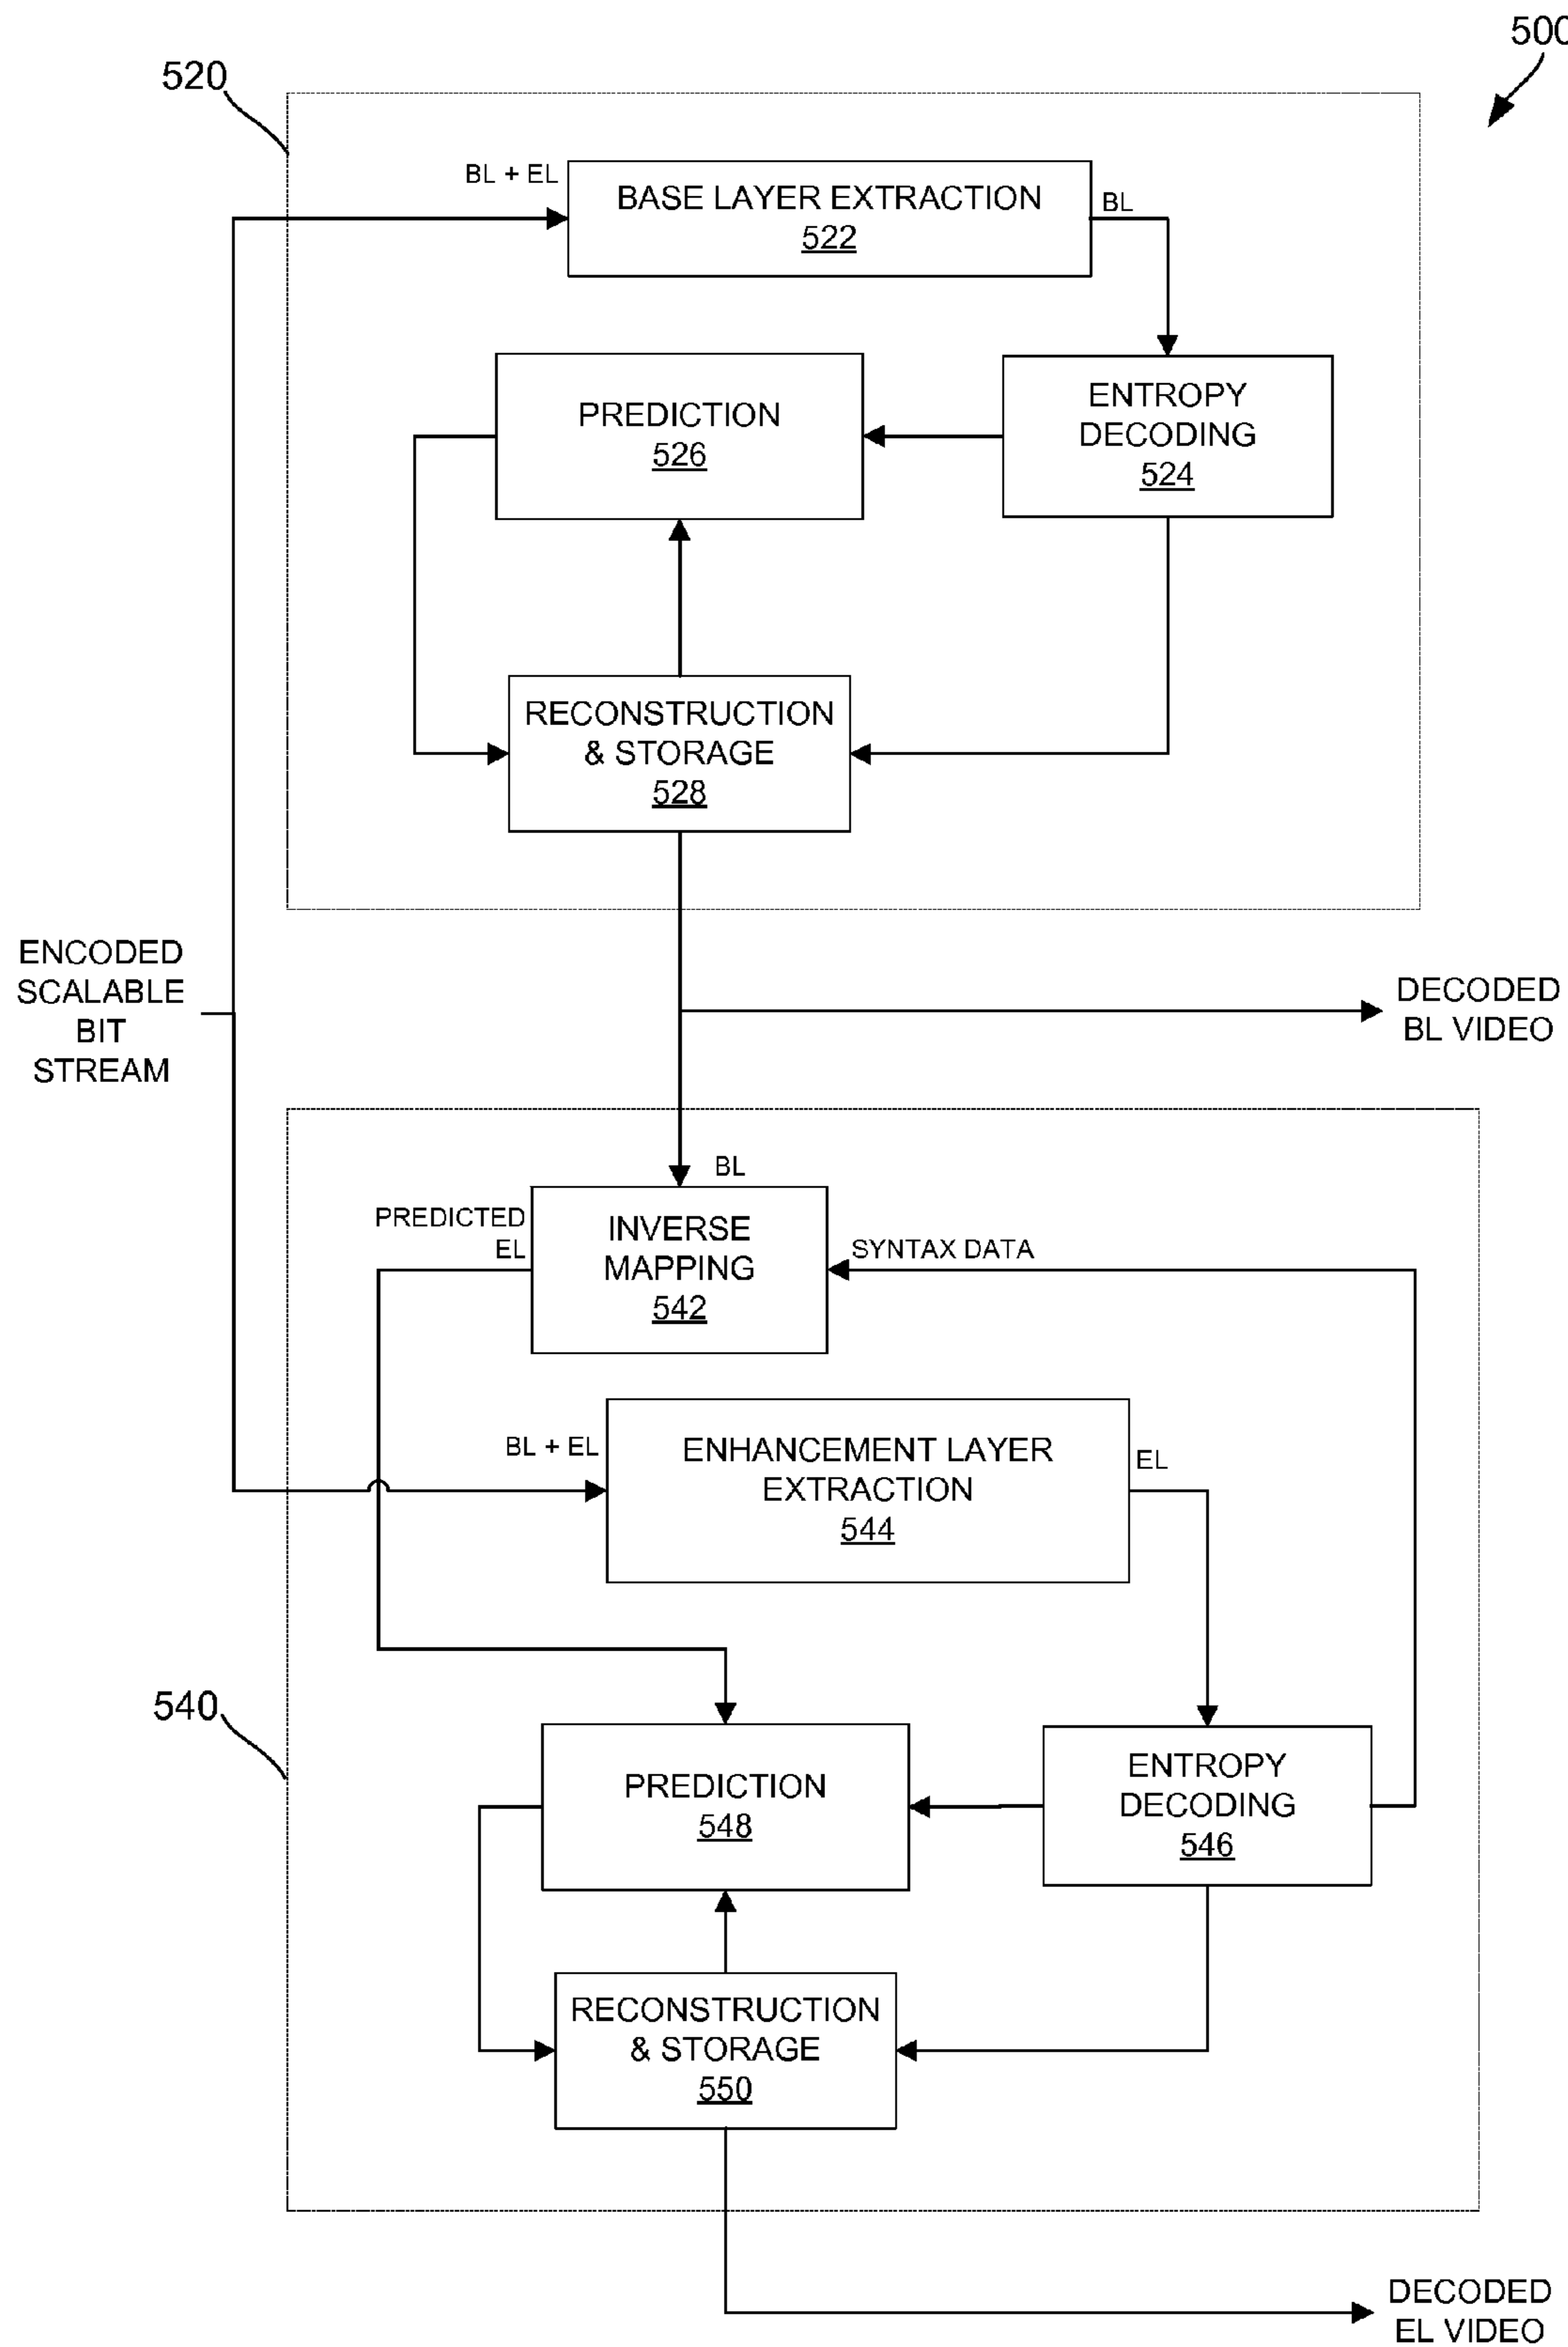 500
520
BL + EL
BASE LAYER EXTRACTION
522
BL
PREDICTION
526
ENTROPY
DECODING
524
RECONSTRUCTION
& STORAGE
528
ENCODED
SCALABLE
BIT
STREAM
DECODED
BL VIDEO
BL
PREDICTED
EL
INVERSE
MAPPING
542
SYNTAX DATA
BL + EL
ENHANCEMENT LAYER
EXTRACTION
544
EL
540
PREDICTION
548
ENTROPY
DECODING
546
RECONSTRUCTION
& STORAGE
550
DECODED
EL VIDEO